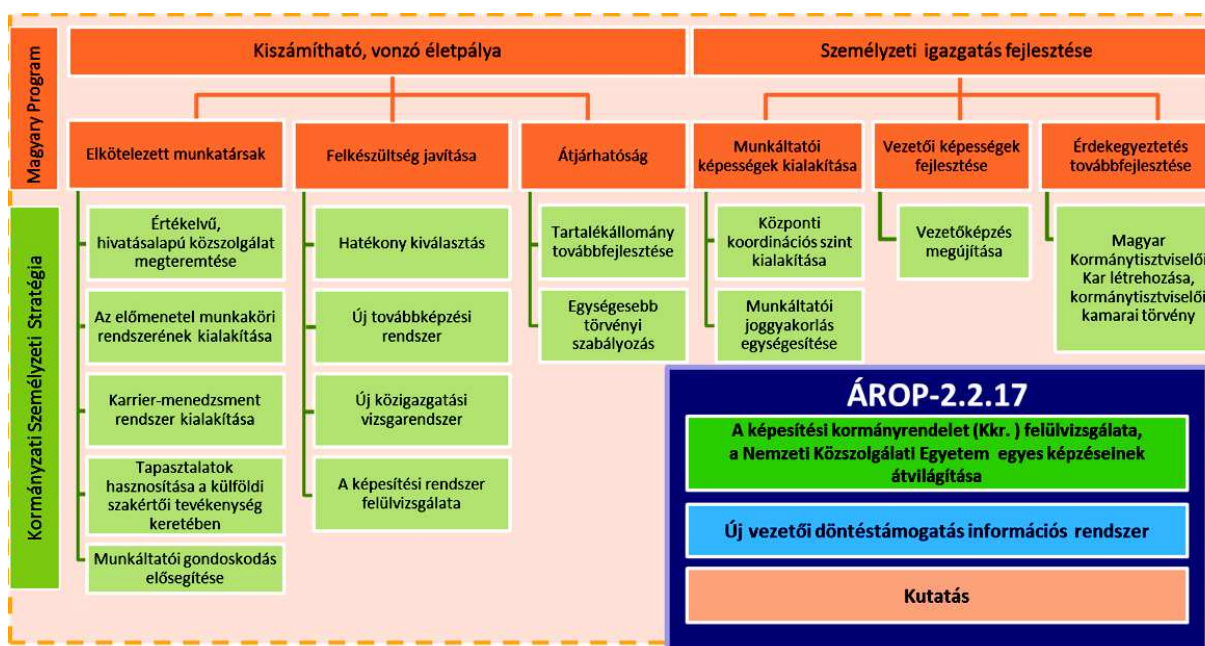 Magyary Program
Kiszámítható, vonzó életpálya
Személyzeti igazgatás fejlesztése
Elkötelezett munkatársak
Felkészültség javítása
Átjárhatóság
Munkáltatói
képességek kialakítása
Vezetői képességek
fejlesztése
Érdekegyeztetés
továbbfejlesztése
Kormányzati Személyzeti Stratégia
Értékelvű,
hivatásalapú közszolgálat
megteremtése
Az előmenetel munkaköri
rendszerének kialakítása
Karrier-menedzsment
rendszer kialakítása
Tapasztalatok
hasznosítása a külföldi
szakértői tevékenység
keretében
Munkáltatói gondoskodás
elősegítése
Hatékony kiválasztás
Új továbbképzési
rendszer
Új közigazgatási
vizsgarendszer
A képesítési rendszer
felülvizsgálata
Tartalékállomány
továbbfejlesztése
Egységesebb
törvényi
szabályozás
Központi
koordinációs szint
kialakítása
Munkáltatói
joggyakorlás
egységesítése
Vezetőképzés
megújítása
Magyar
Kormánytisztviselői
Kar létrehozása,
kormánytisztviselői
kamarai törvény
ÁROP-2.2.17
A képesítési kormányrendelet (Kkr. ) felülvizsgálata,
a Nemzeti Közszolgálati Egyetem egyes képzéseinek
átvilágítása
Új vezetői döntéstámogatás információs rendszer
Kutatás